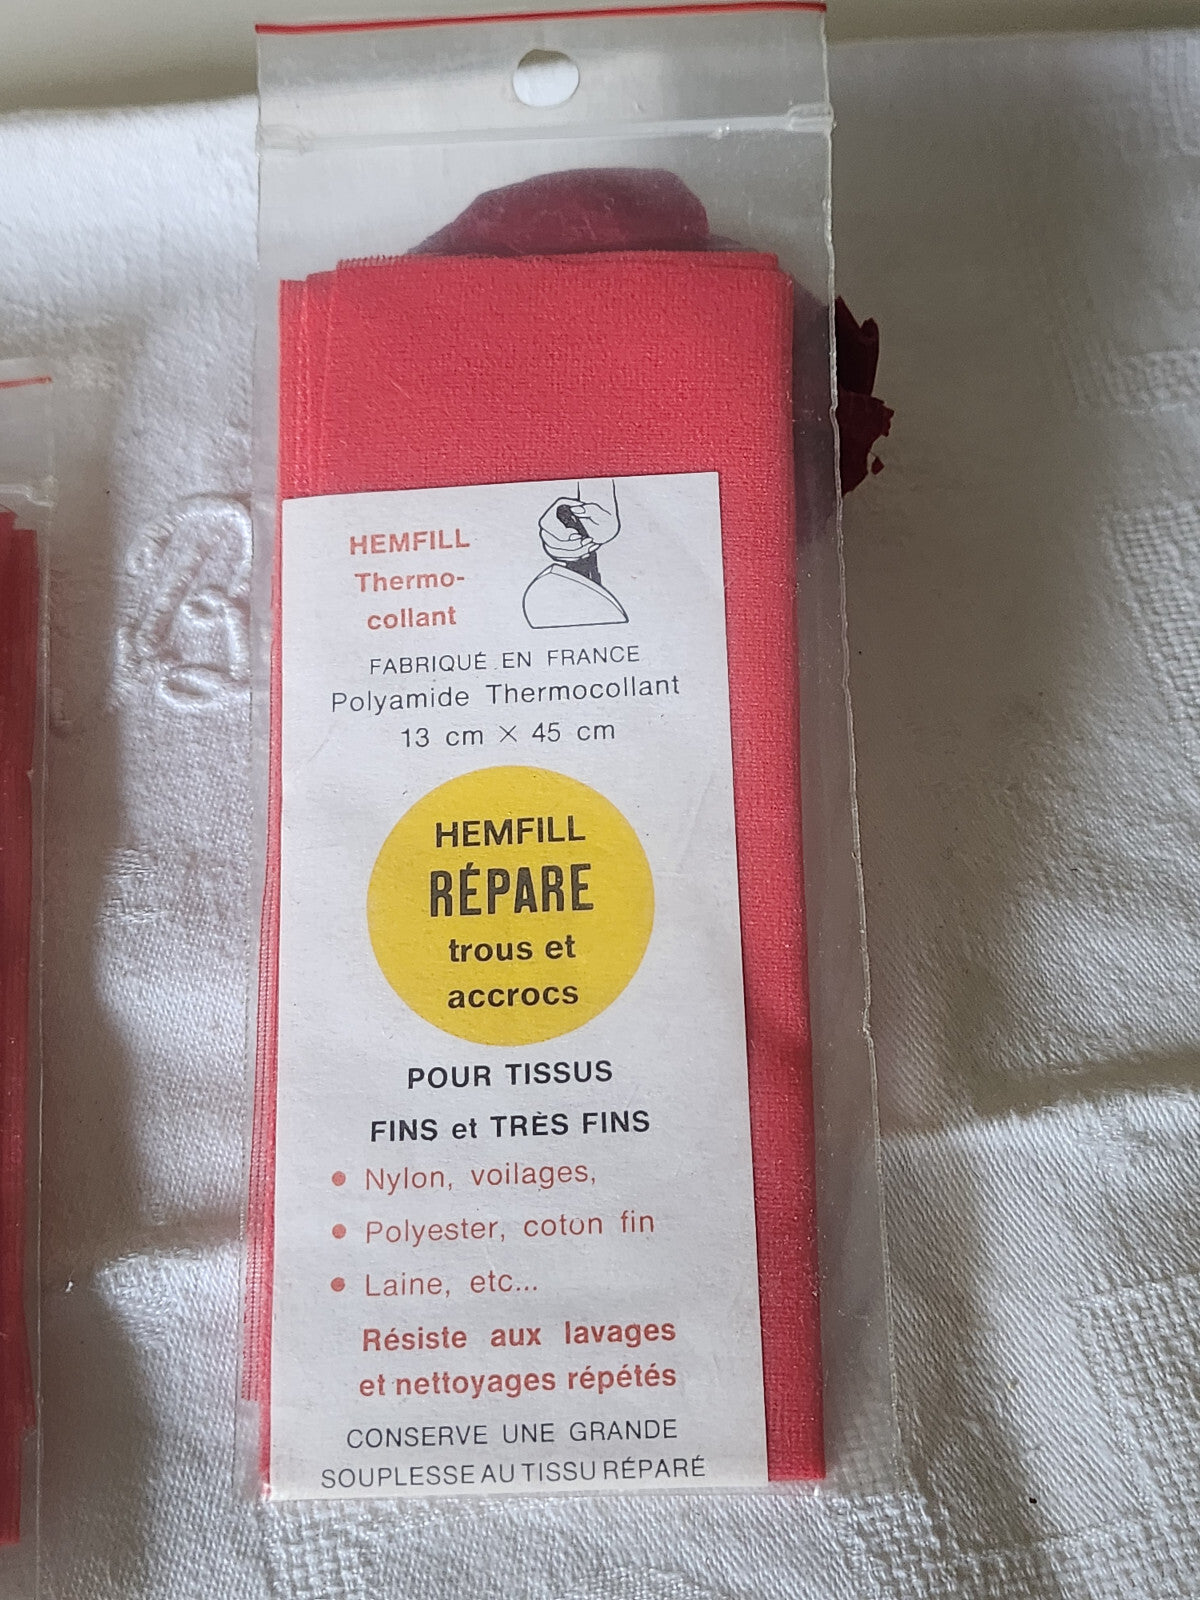 HEMFILL
Thermo-
collant
FABRIQUÉ EN FRANCE
Polyamide Thermocollant
13 cm × 45 cm
HEMFILL
RÉPARE
trous et
accrocs
POUR TISSUS
FINS et TRÈS FINS
• Nylon, voilages,
• Polyester, coton fin
• Laine, etc...
Résiste aux lavages
et nettoyages répétés
CONSERVE UNE GRANDE
SOUPLESSE AU TISSU RÉPARÉ